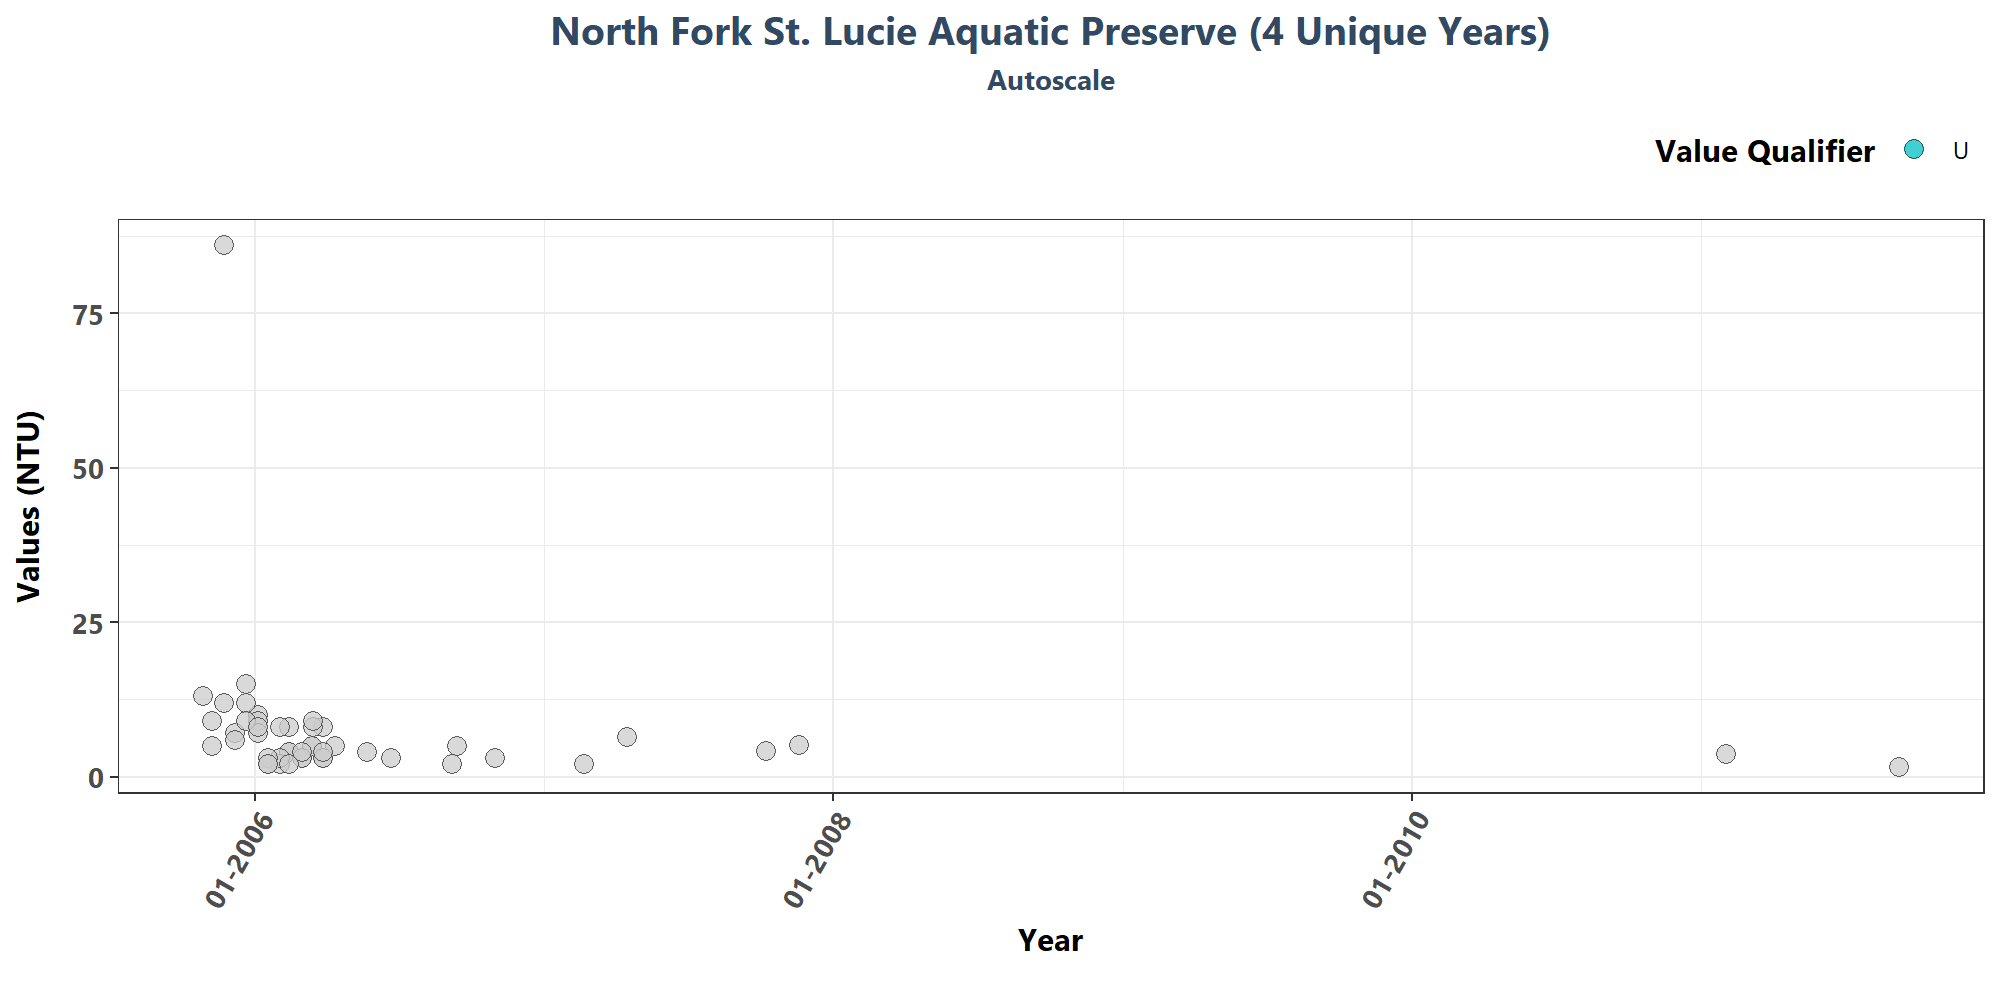 North Fork St. Lucie Aquatic Preserve (4 Unique Years)
Autoscale
Value Qualifier U
Values (NTU)
75
50
25
0
01-2006
01-2008
01-2010
Year